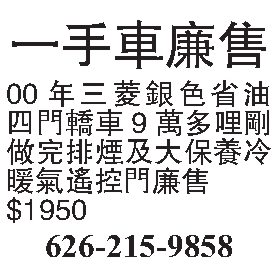 一手車廉售
00年三菱銀色省油
四門轎車9萬多哩剛
做完排煙及大保養冷
暖氣遙控門廉售
$1950
626-215-9858